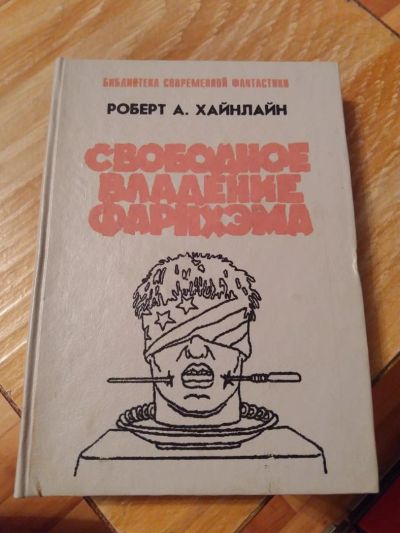 БИБЛИОТЕКА СОВРЕМЕННОЙ ФАНТАСТИКИ
РОБЕРТ А. ХАЙНЛАЙН
СВОБОДНОЕ
ВЛАДЕНИЕ
ФАРНХЭМА